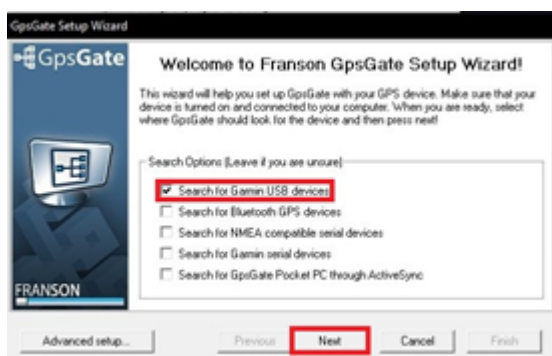 GpsGate Setup Wizard
GpsGate
Welcome to Franson GpsGate Setup Wizard!
This wizard will help you set up GpsGate with your GPS device. Make sure that your
device is turned on and connected to your computer. When you are ready, select
where GpsGate should look for the device and then press next!
Search Options (Leave if you are unsure)
Search for Garmin USB devices
Search for Bluetooth GPS devices
Search for NMEA compatible serial devices
Search for Garmin serial devices
Search for GpsGate Pocket PC through ActiveSync
FRANSON
Advanced setup...
Previous
Next
Cancel
Finish